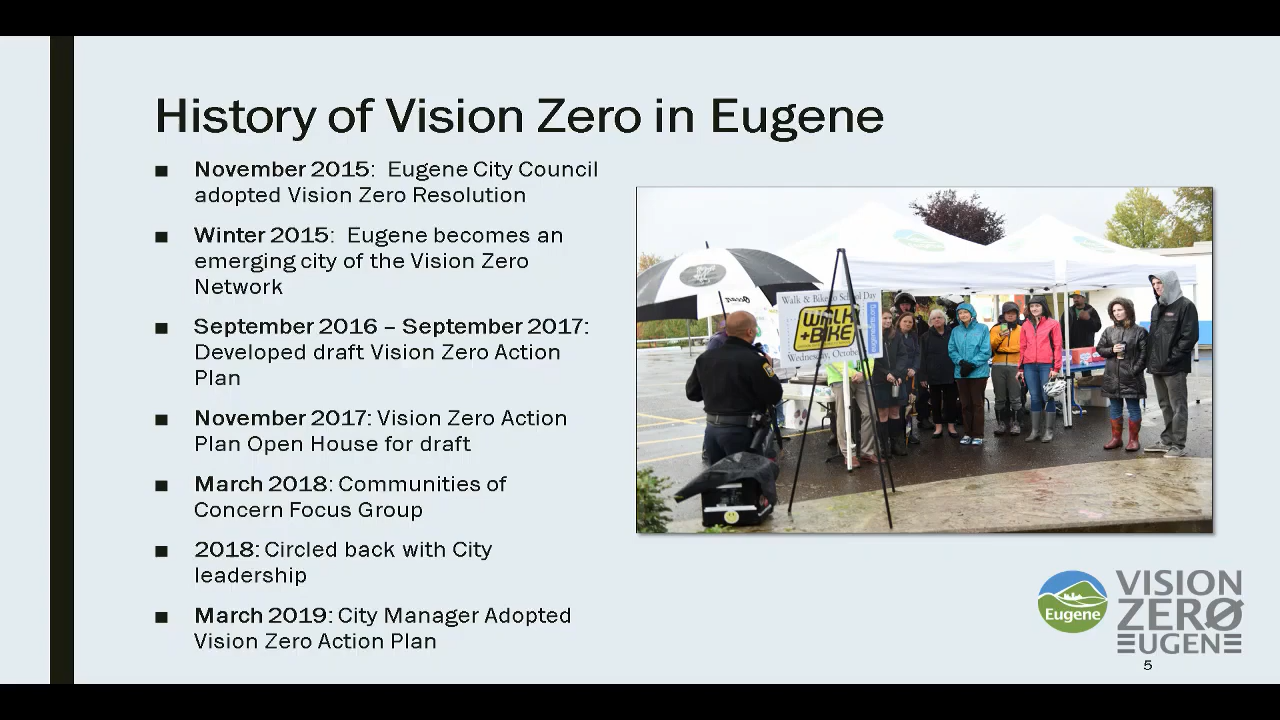 History of Vision Zero in Eugene
■ November 2015: Eugene City Council
adopted Vision Zero Resolution
■ Winter 2015: Eugene becomes an
emerging city of the Vision Zero
Network
■ September 2016 – September 2017:
Developed draft Vision Zero Action
Plan
■ November 2017: Vision Zero Action
Plan Open House for draft
■ March 2018: Communities of
Concern Focus Group
■ 2018: Circled back with City
leadership
■ March 2019: City Manager Adopted
Vision Zero Action Plan
Walk & Bike to School Day
WALK
+BIKE
Wednesday, October
Eugene
VISION
ZERO
EUGENE
5